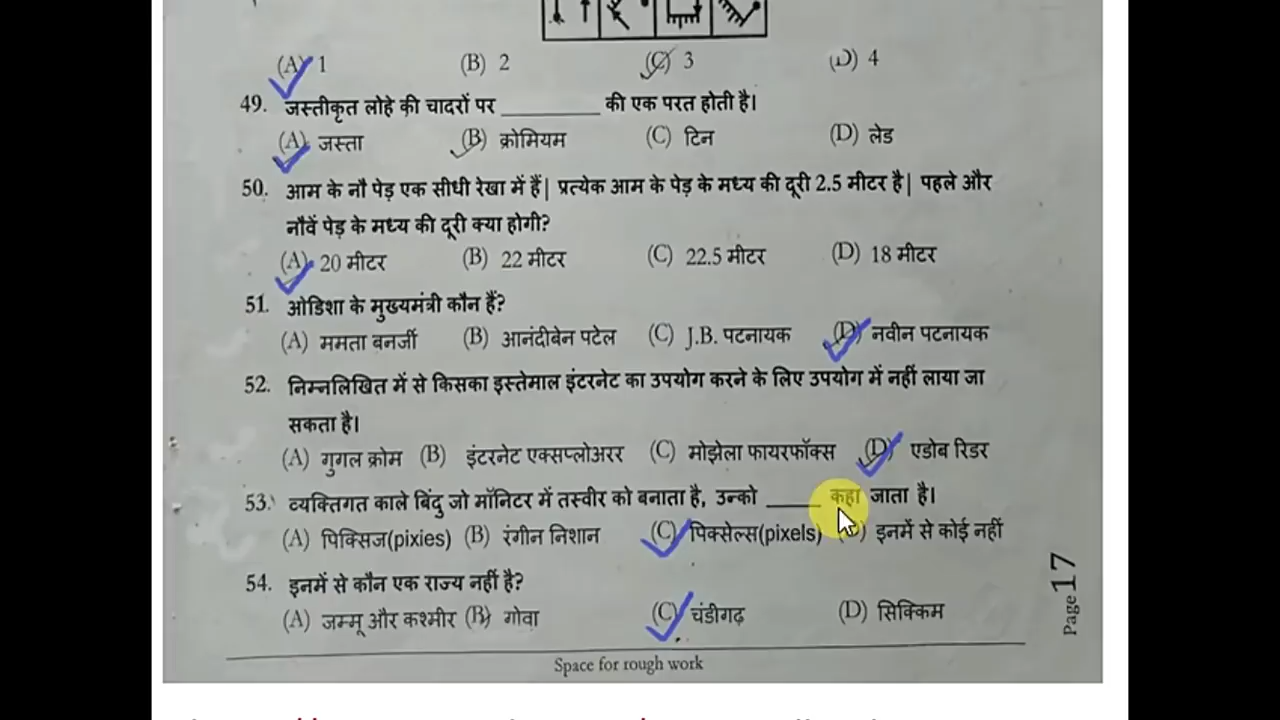 (A) 1 (B) 2 (C) 3 (D) 4
49. जस्तीकृत लोहे की चादरों पर __________ की एक परत होती है।
(A) जस्ता (B) क्रोमियम (C) टिन (D) लेड
50. आम के नौ पेड़ एक सीधी रेखा में हैं| प्रत्येक आम के पेड़ के मध्य की दूरी 2.5 मीटर है| पहले और
नौवें पेड़ के मध्य की दूरी क्या होगी?
(A) 20 मीटर (B) 22 मीटर (C) 22.5 मीटर (D) 18 मीटर
51. ओडिशा के मुख्यमंत्री कौन हैं?
(A) ममता बनर्जी (B) आनंदीबेन पटेल (C) J.B. पटनायक (D) नवीन पटनायक
52. निम्नलिखित में से किसका इस्तेमाल इंटरनेट का उपयोग करने के लिए उपयोग में नहीं लाया जा
सकता है।
(A) गुगल क्रोम (B) इंटरनेट एक्सप्लोअरर (C) मोझेला फायरफॉक्स (D) एडोब रिडर
53. व्यक्तिगत काले बिंदु जो मॉनिटर में तस्वीर को बनाता है, उन्को ______ कहा जाता है।
(A) पिक्सिज(pixies) (B) रंगीन निशान (C) पिक्सेल्स(pixels) (D) इनमें से कोई नहीं
54. इनमें से कौन एक राज्य नहीं है?
(A) जम्मू और कश्मीर (B) गोवा (C) चंडीगढ़ (D) सिक्किम
Space for rough work
Page 17